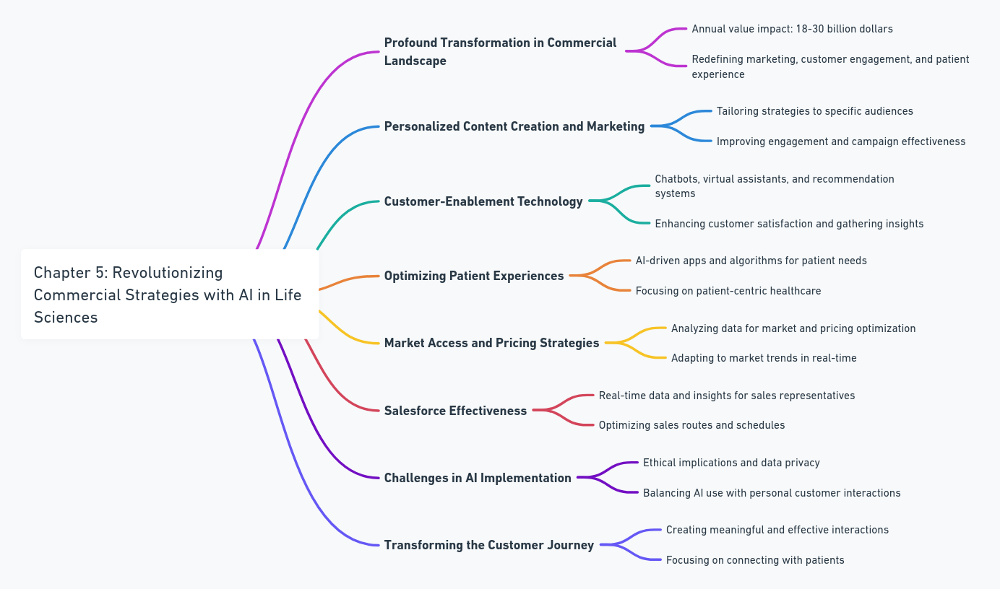 Chapter 5: Revolutionizing
Commercial Strategies with AI in Life
Sciences
Profound Transformation in Commercial
Landscape
Annual value impact: 18-30 billion dollars
Redefining marketing, customer engagement, and patient
experience
Personalized Content Creation and Marketing
Tailoring strategies to specific audiences
Improving engagement and campaign effectiveness
Customer-Enablement Technology
Chatbots, virtual assistants, and recommendation
systems
Enhancing customer satisfaction and gathering insights
Optimizing Patient Experiences
AI-driven apps and algorithms for patient needs
Focusing on patient-centric healthcare
Market Access and Pricing Strategies
Analyzing data for market and pricing optimization
Adapting to market trends in real-time
Salesforce Effectiveness
Real-time data and insights for sales representatives
Optimizing sales routes and schedules
Challenges in AI Implementation
Ethical implications and data privacy
Balancing AI use with personal customer interactions
Transforming the Customer Journey
Creating meaningful and effective interactions
Focusing on connecting with patients